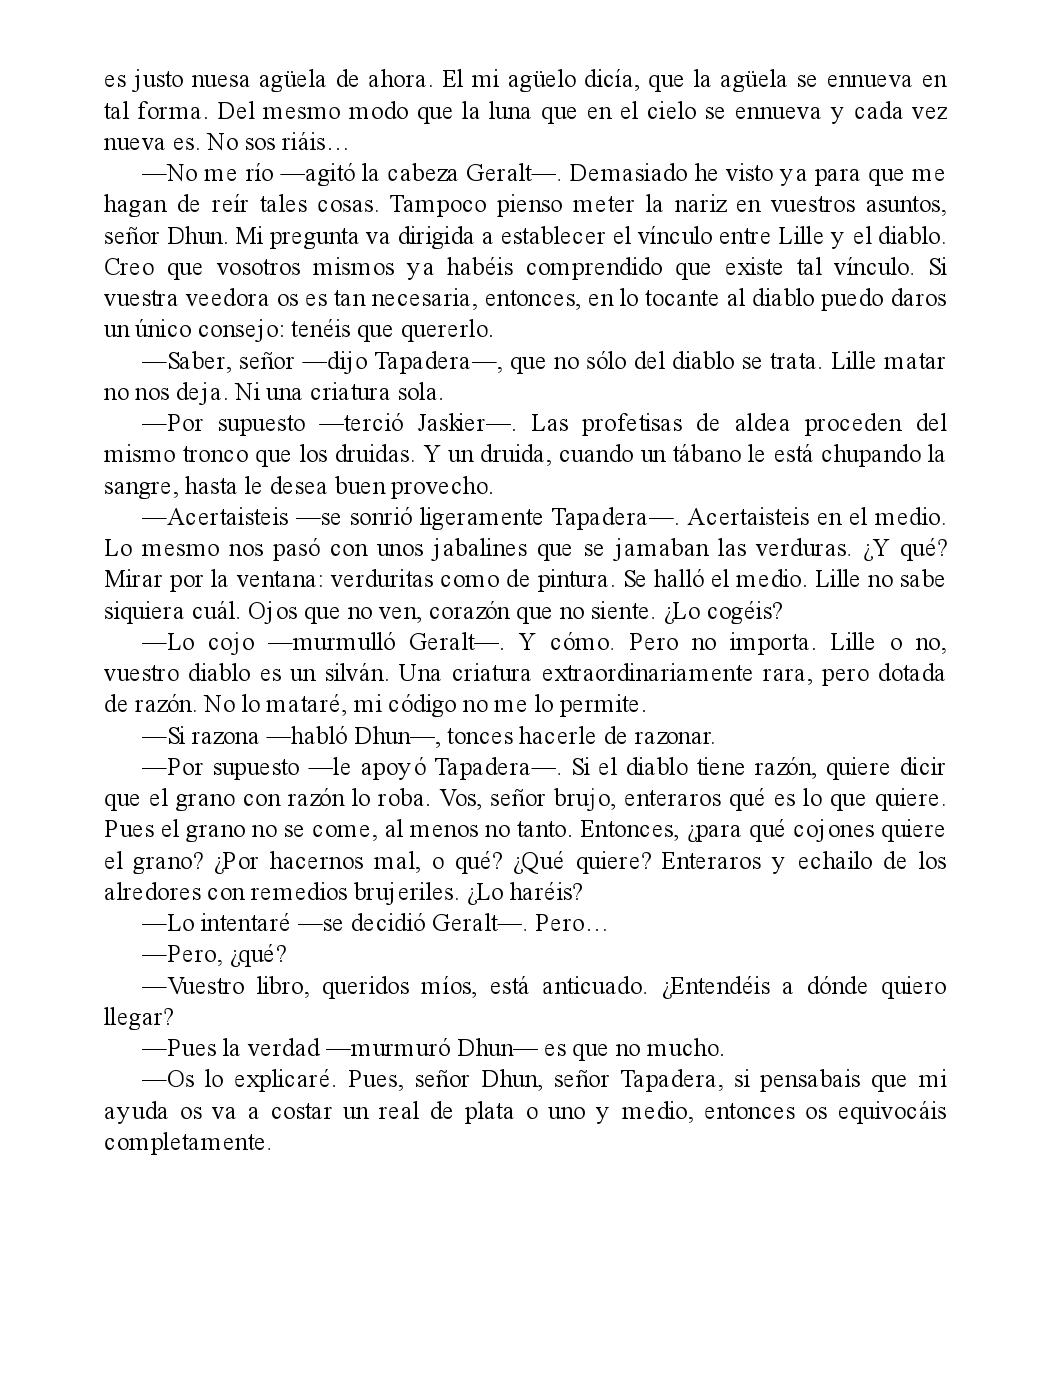 es justo nuesa agüela de ahora. El mi agüelo dicía, que la agüela se ennueva en
tal forma. Del mesmo modo que la luna que en el cielo se ennueva y cada vez
nueva es. No sos riáis…
—No me río —agitó la cabeza Geralt—. Demasiado he visto ya para que me
hagan de reír tales cosas. Tampoco pienso meter la nariz en vuestros asuntos,
señor Dhun. Mi pregunta va dirigida a establecer el vínculo entre Lille y el diablo.
Creo que vosotros mismos ya habéis comprendido que existe tal vínculo. Si
vuestra veedora os es tan necesaria, entonces, en lo tocante al diablo puedo daros
un único consejo: tenéis que quererlo.
—Saber, señor —dijo Tapadera—, que no sólo del diablo se trata. Lille matar
no nos deja. Ni una criatura sola.
—Por supuesto —terció Jaskier—. Las profetisas de aldea proceden del
mismo tronco que los druidas. Y un druida, cuando un tábano le está chupando la
sangre, hasta le desea buen provecho.
—Acertaisteis —se sonrió ligeramente Tapadera—. Acertaisteis en el medio.
Lo mesmo nos pasó con unos jabalines que se jamaban las verduras. ¿Y qué?
Mirar por la ventana: verduritas como de pintura. Se halló el medio. Lille no sabe
siquiera cuál. Ojos que no ven, corazón que no siente. ¿Lo cogéis?
—Lo cojo —murmulló Geralt—. Y cómo. Pero no importa. Lille o no,
vuestro diablo es un silván. Una criatura extraordinariamente rara, pero dotada
de razón. No lo mataré, mi código no me lo permite.
—Si razona —habló Dhun—, tonces hacerle de razonar.
—Por supuesto —le apoyó Tapadera—. Si el diablo tiene razón, quiere dicir
que el grano con razón lo roba. Vos, señor brujo, enteraros qué es lo que quiere.
Pues el grano no se come, al menos no tanto. Entonces, ¿para qué cojones quiere
el grano? ¿Por hacernos mal, o qué? ¿Qué quiere? Enteraros y echailo de los
alredores con remedios brujeriles. ¿Lo haréis?
—Lo intentaré —se decidió Geralt—. Pero…
—Pero, ¿qué?
—Vuestro libro, queridos míos, está anticuado. ¿Entendéis a dónde quiero
llegar?
—Pues la verdad —murmuró Dhun— es que no mucho.
—Os lo explicaré. Pues, señor Dhun, señor Tapadera, si pensabais que mi
ayuda os va a costar un real de plata o uno y medio, entonces os equivocáis
completamente.